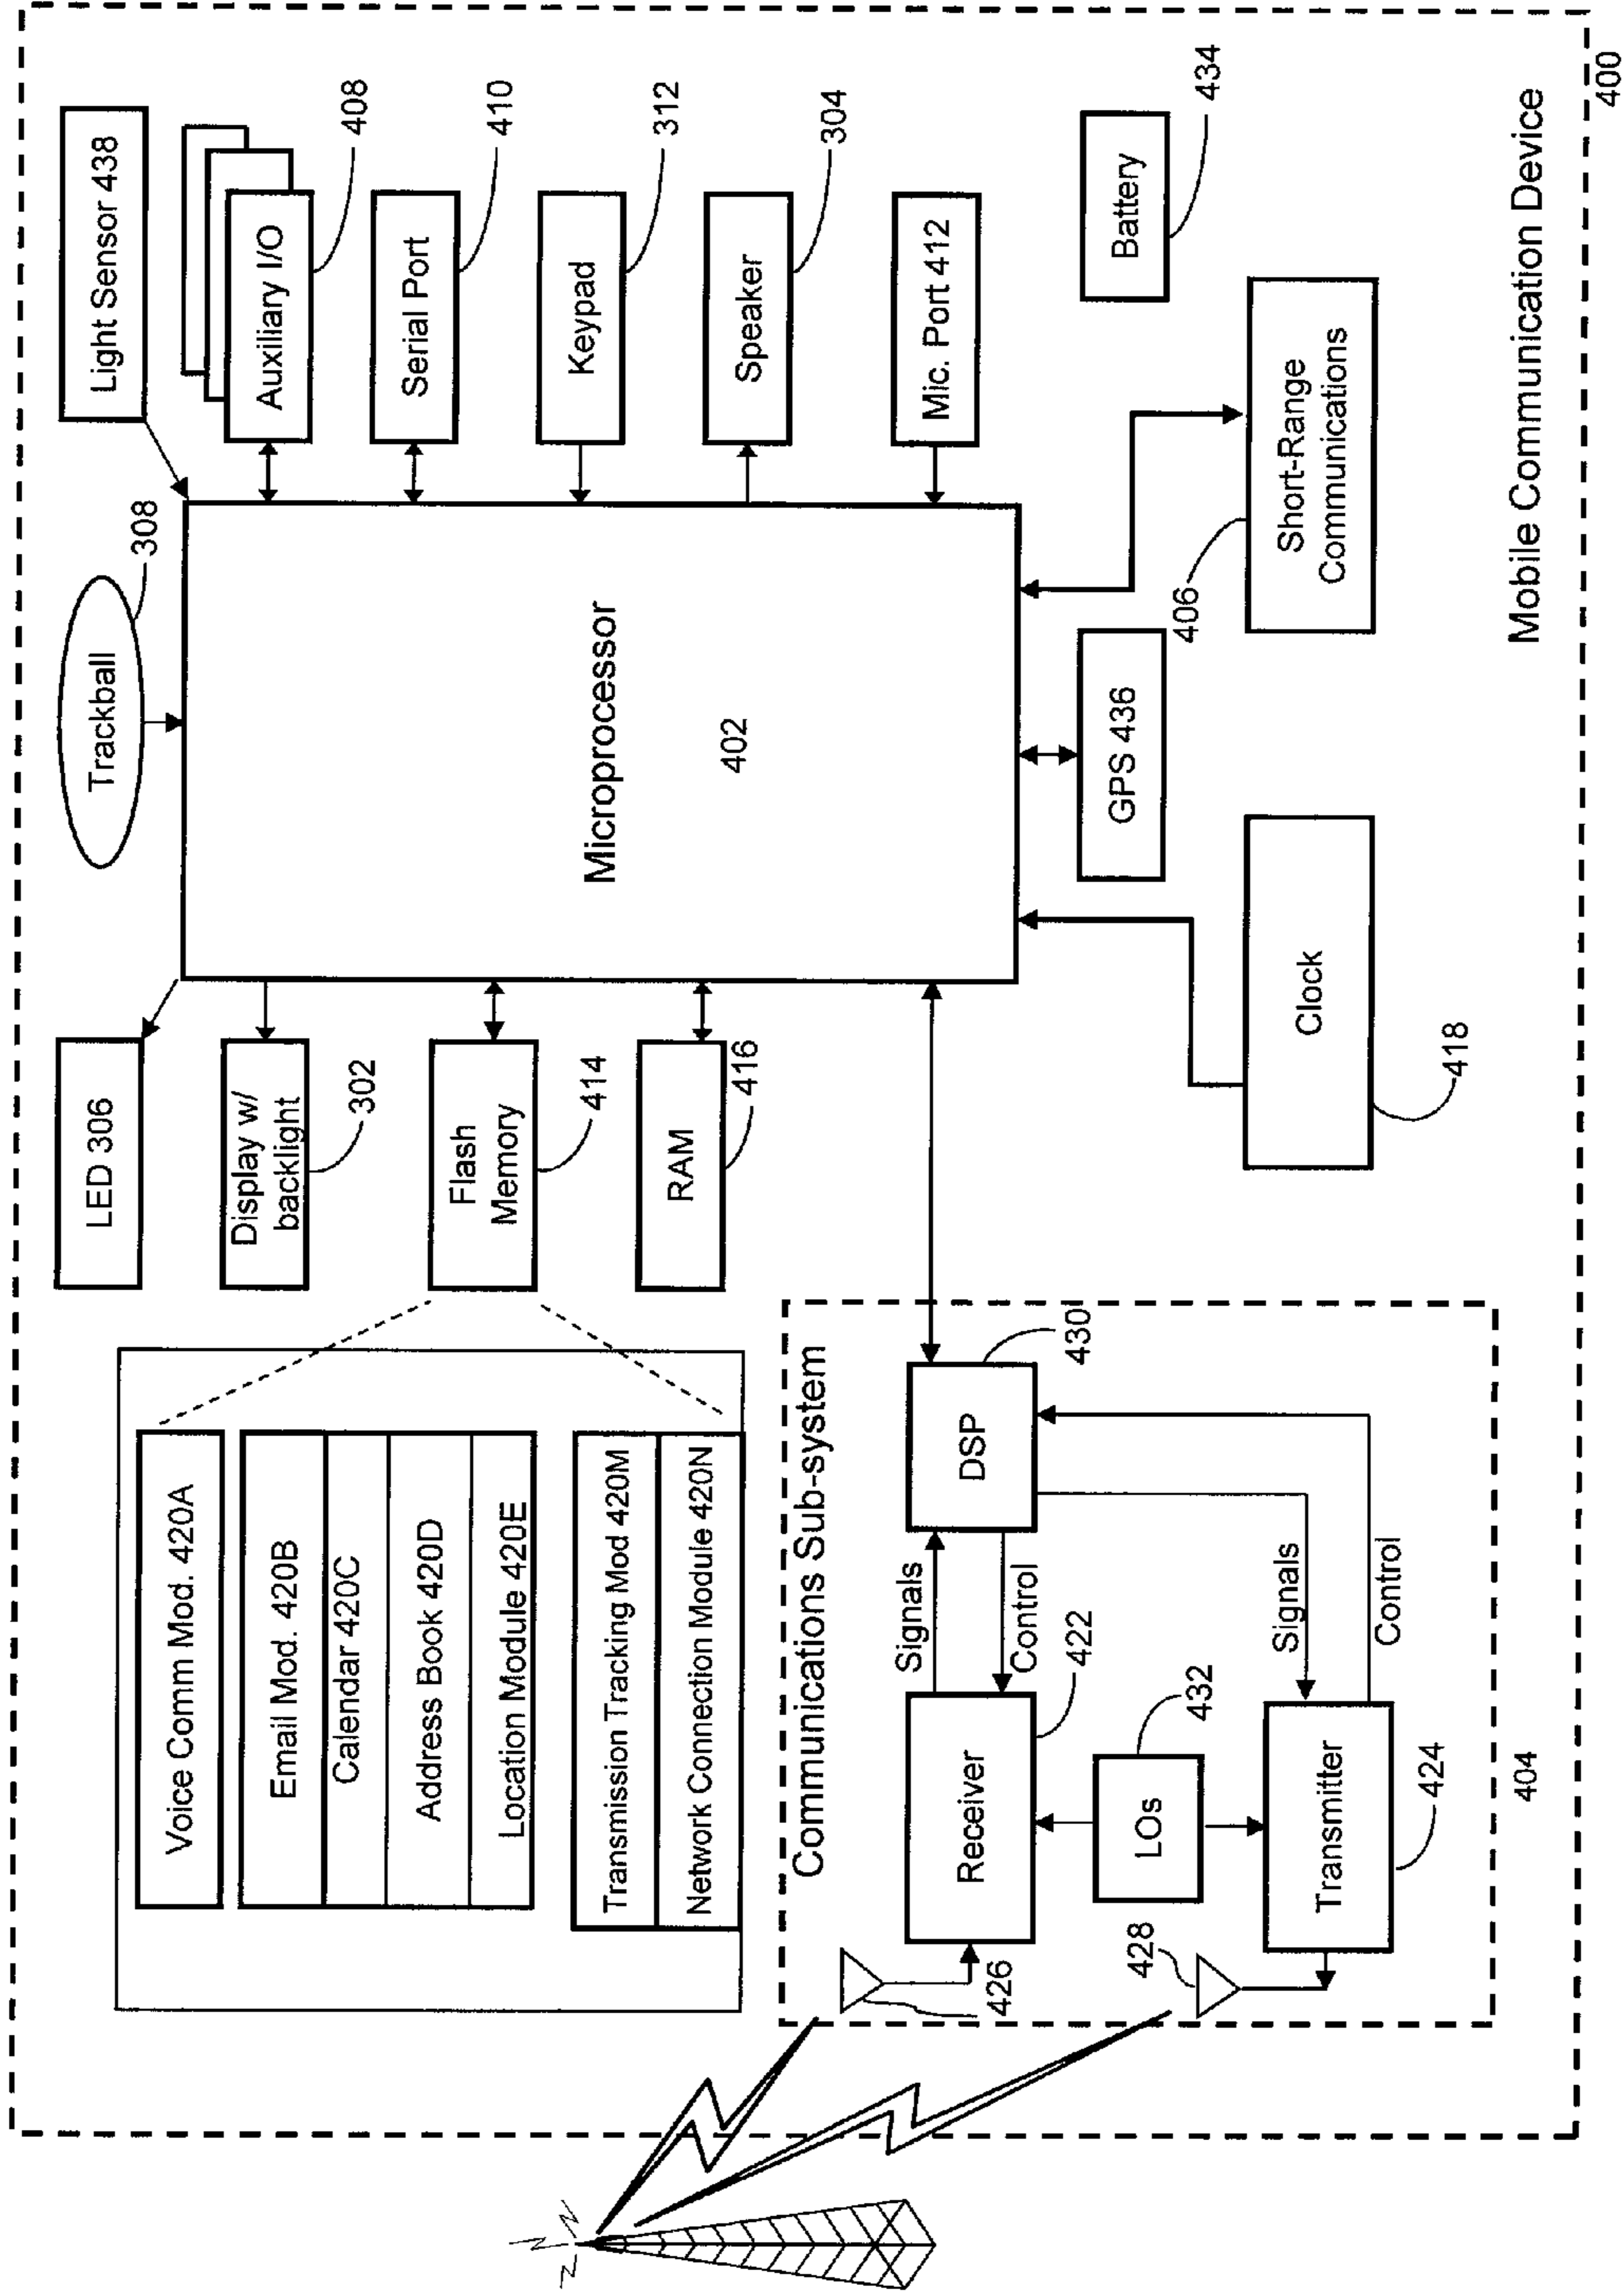 Voice Comm Mod. 420A
Email Mod. 420B
Calendar 420C
Address Book 420D
Location Module 420E
Transmission Tracking Mod 420M
Network Connection Module 420N
LED 306
Display w/
backlight
302
Flash
Memory
414
RAM
416
Trackball
308
Microprocessor
402
Light Sensor 438
Auxiliary I/O
408
Serial Port
410
Keypad
312
Speaker
304
Mic. Port 412
Battery
434
GPS 436
406
Short-Range
Communications
Clock
418
Communications Sub-system
Receiver
422
Signals
Control
DSP
430
LOs
432
Transmitter
424
Signals
Control
426
428
404
Mobile Communication Device
400